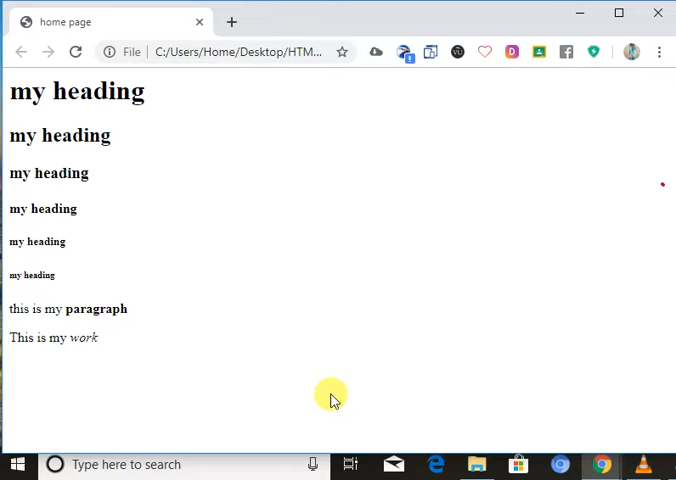 home page
File
C:/Users/Home/Desktop/HTM...
my heading
my heading
my heading
my heading
my heading
my heading
this is my paragraph
This is my work
Type here to search